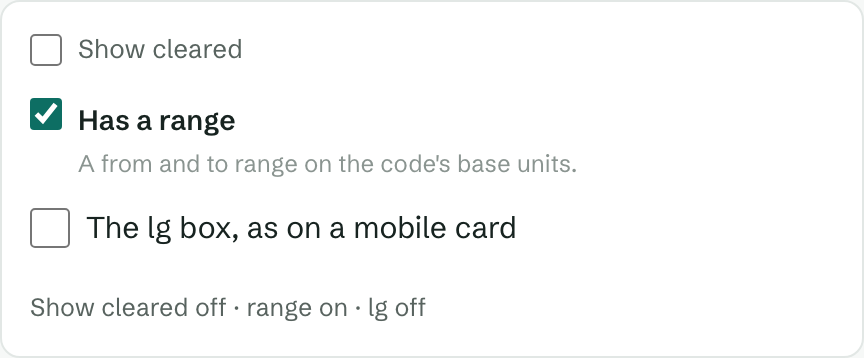 Show cleared
Has a range
A from and to range on the code's base units.
The lg box, as on a mobile card
Show cleared off · range on · lg off